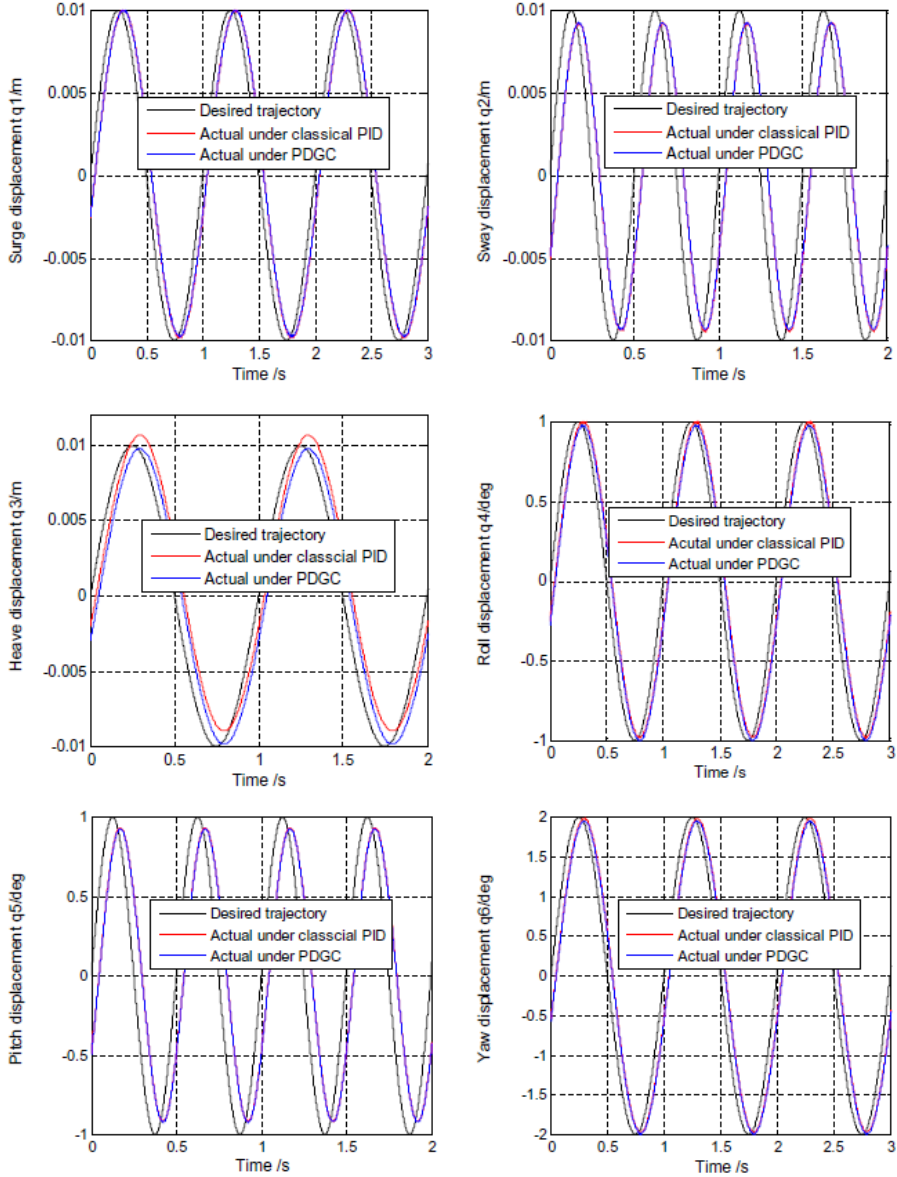 0.01
0.005
0
-0.005
-0.01
Surge displacement q1/m
Desired trajectory
Actual under classical PID
Actual under PDGC
0 0.5 1 1.5 2 2.5 3
Time /s
0.01
0.005
0
-0.005
-0.01
Sway displacement q2/m
Desired trajectory
Actual under classical PID
Actual under PDGC
0 0.5 1 1.5 2
Time /s
0.01
0.005
0
-0.005
-0.01
Heave displacement q3/m
Desired trajectory
Actual under classcial PID
Actual under PDGC
0 0.5 1 1.5 2
Time /s
1
0.5
0
-0.5
-1
Roll displacement q4/deg
Desired trajectory
Acutal under classical PID
Actual under PDGC
0 0.5 1 1.5 2 2.5 3
Time /s
1
0.5
0
-0.5
-1
Pitch displacement q5/deg
Desired trajectory
Actual under classcial PID
Actual under PDGC
0 0.5 1 1.5 2
Time /s
2
1.5
1
0.5
0
-0.5
-1
-1.5
-2
Yaw displacement q6/deg
Desired trajectory
Actual under classical PID
Actual under PDGC
0 0.5 1 1.5 2 2.5 3
Time /s